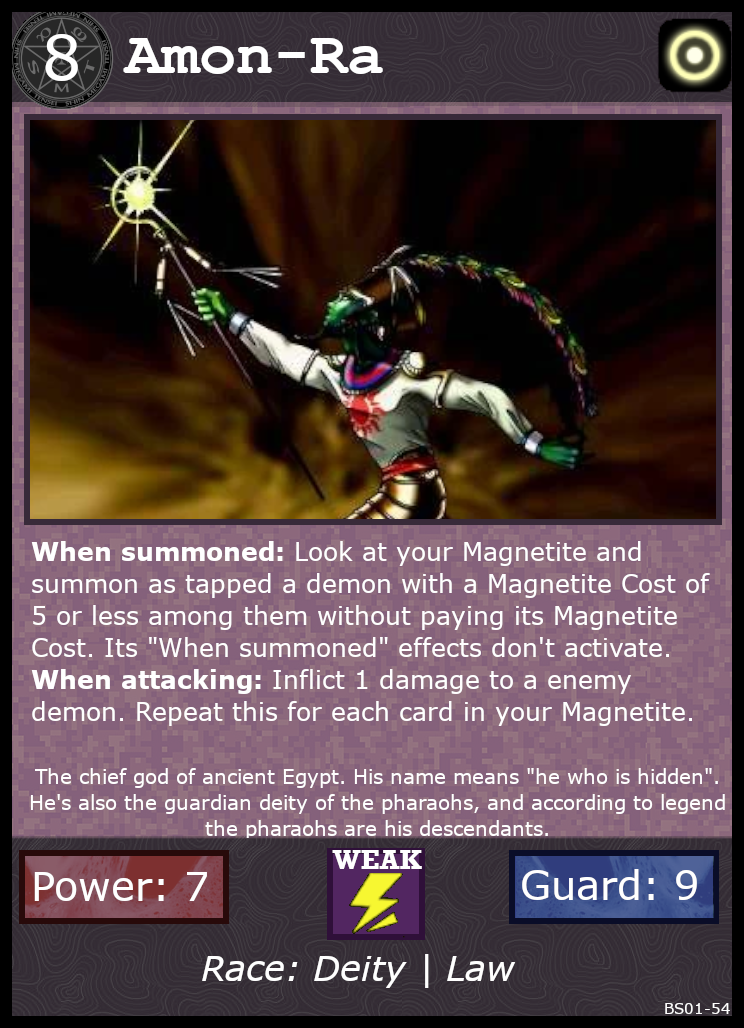 8 Amon-Ra
When summoned: Look at your Magnetite and
summon as tapped a demon with a Magnetite Cost of
5 or less among them without paying its Magnetite
Cost. Its "When summoned" effects don't activate.
When attacking: Inflict 1 damage to a enemy
demon. Repeat this for each card in your Magnetite.
The chief god of ancient Egypt. His name means "he who is hidden".
He's also the guardian deity of the pharaohs, and according to legend
the pharaohs are his descendants.
Power: 7
WEAK
Guard: 9
Race: Deity | Law
BS01-54